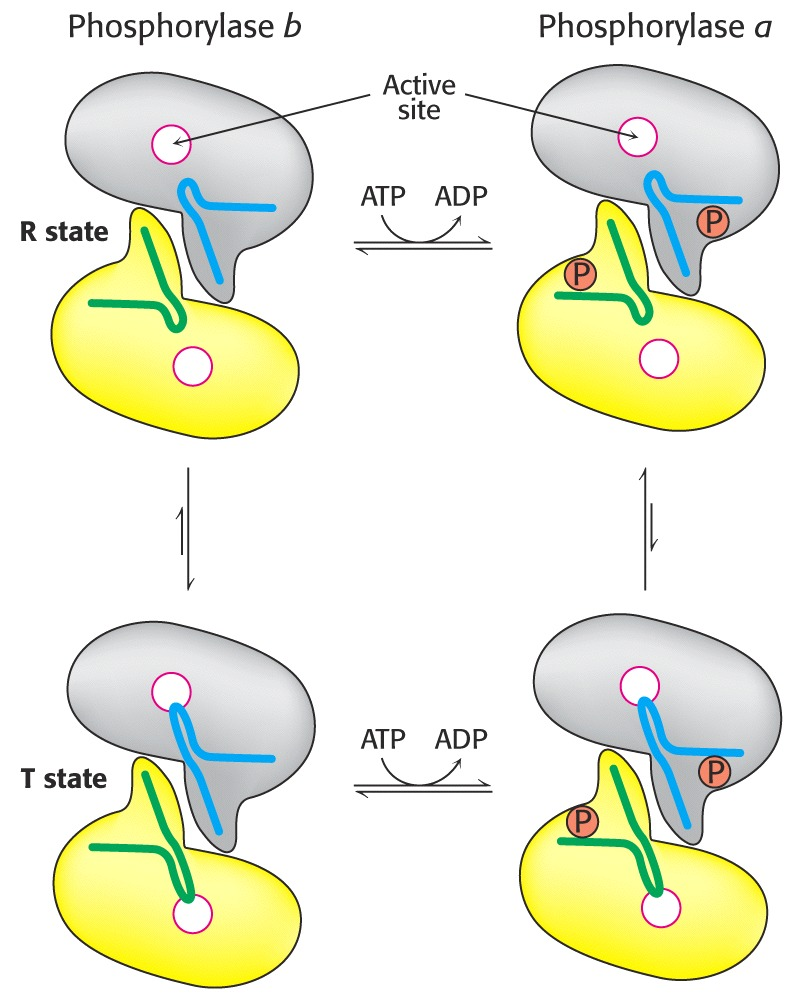 Phosphorylase b
Phosphorylase a
Active
site
ATP
ADP
P
R state
P
ATP
ADP
T state
P
P